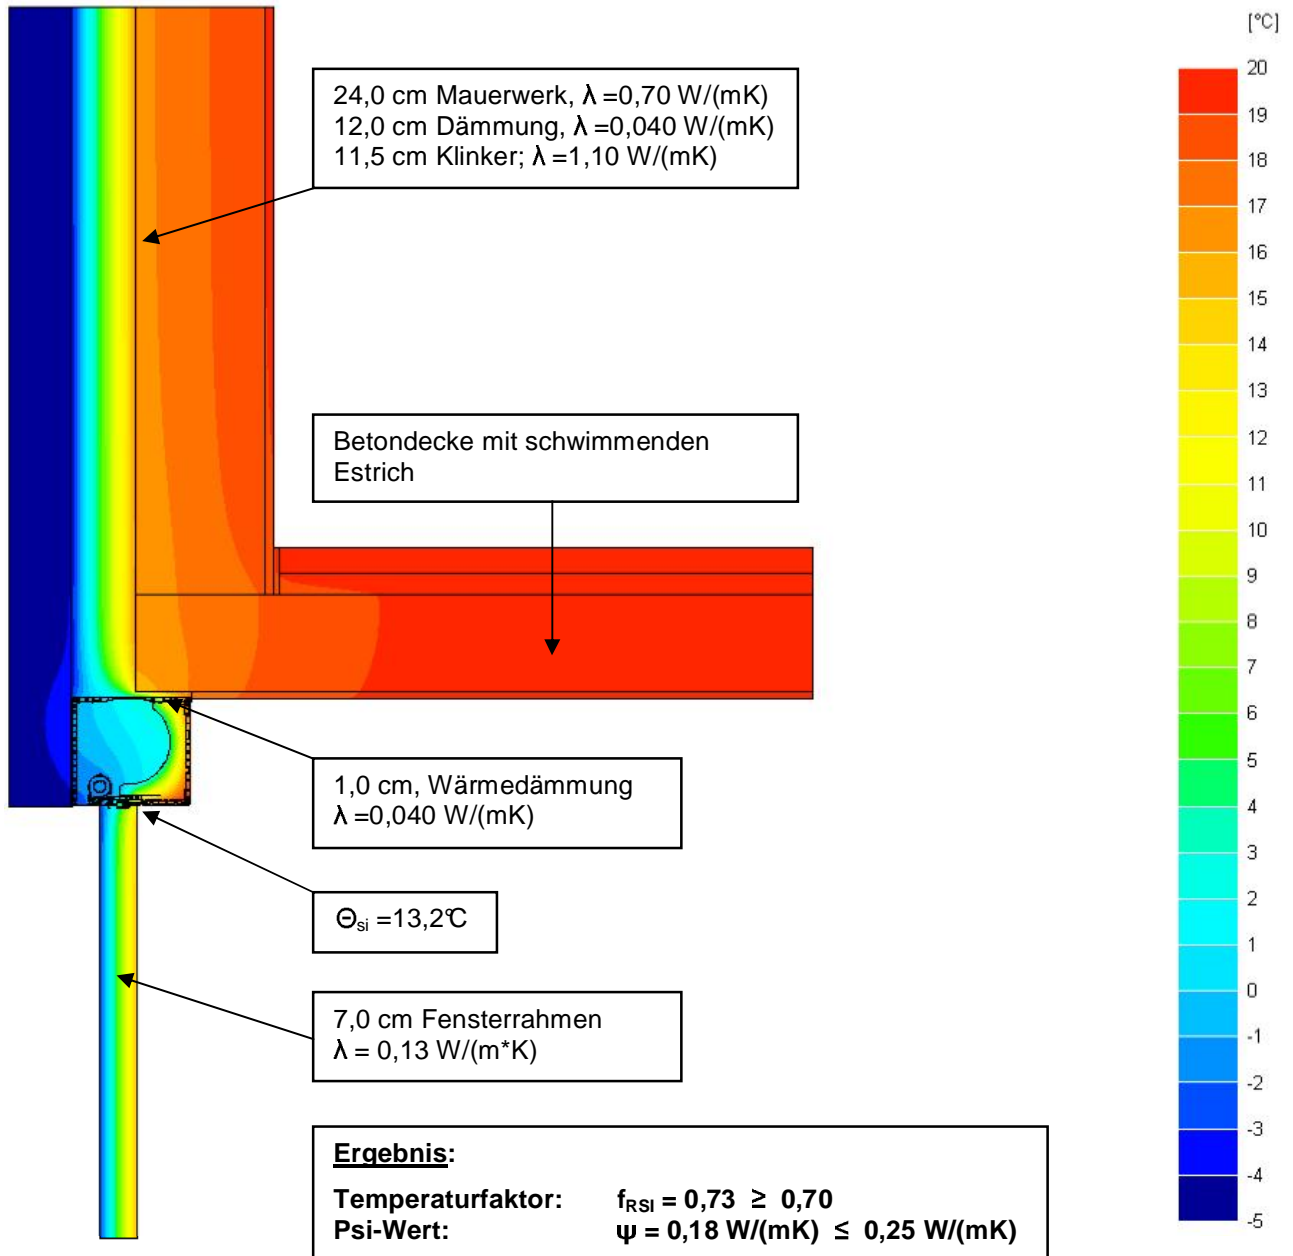 [°C]
24,0 cm Mauerwerk, λ =0,70 W/(mK)
12,0 cm Dämmung, λ =0,040 W/(mK)
11,5 cm Klinker; λ =1,10 W/(mK)
Betondecke mit schwimmenden
Estrich
1,0 cm, Wärmedämmung
λ =0,040 W/(mK)
Θsi =13,2°C
7,0 cm Fensterrahmen
λ = 0,13 W/(m*K)
Ergebnis:
Temperaturfaktor: fRSI = 0,73 ≥ 0,70
Psi-Wert: ψ = 0,18 W/(mK) ≤ 0,25 W/(mK)
20
19
18
17
16
15
14
13
12
11
10
9
8
7
6
5
4
3
2
1
0
-1
-2
-3
-4
-5